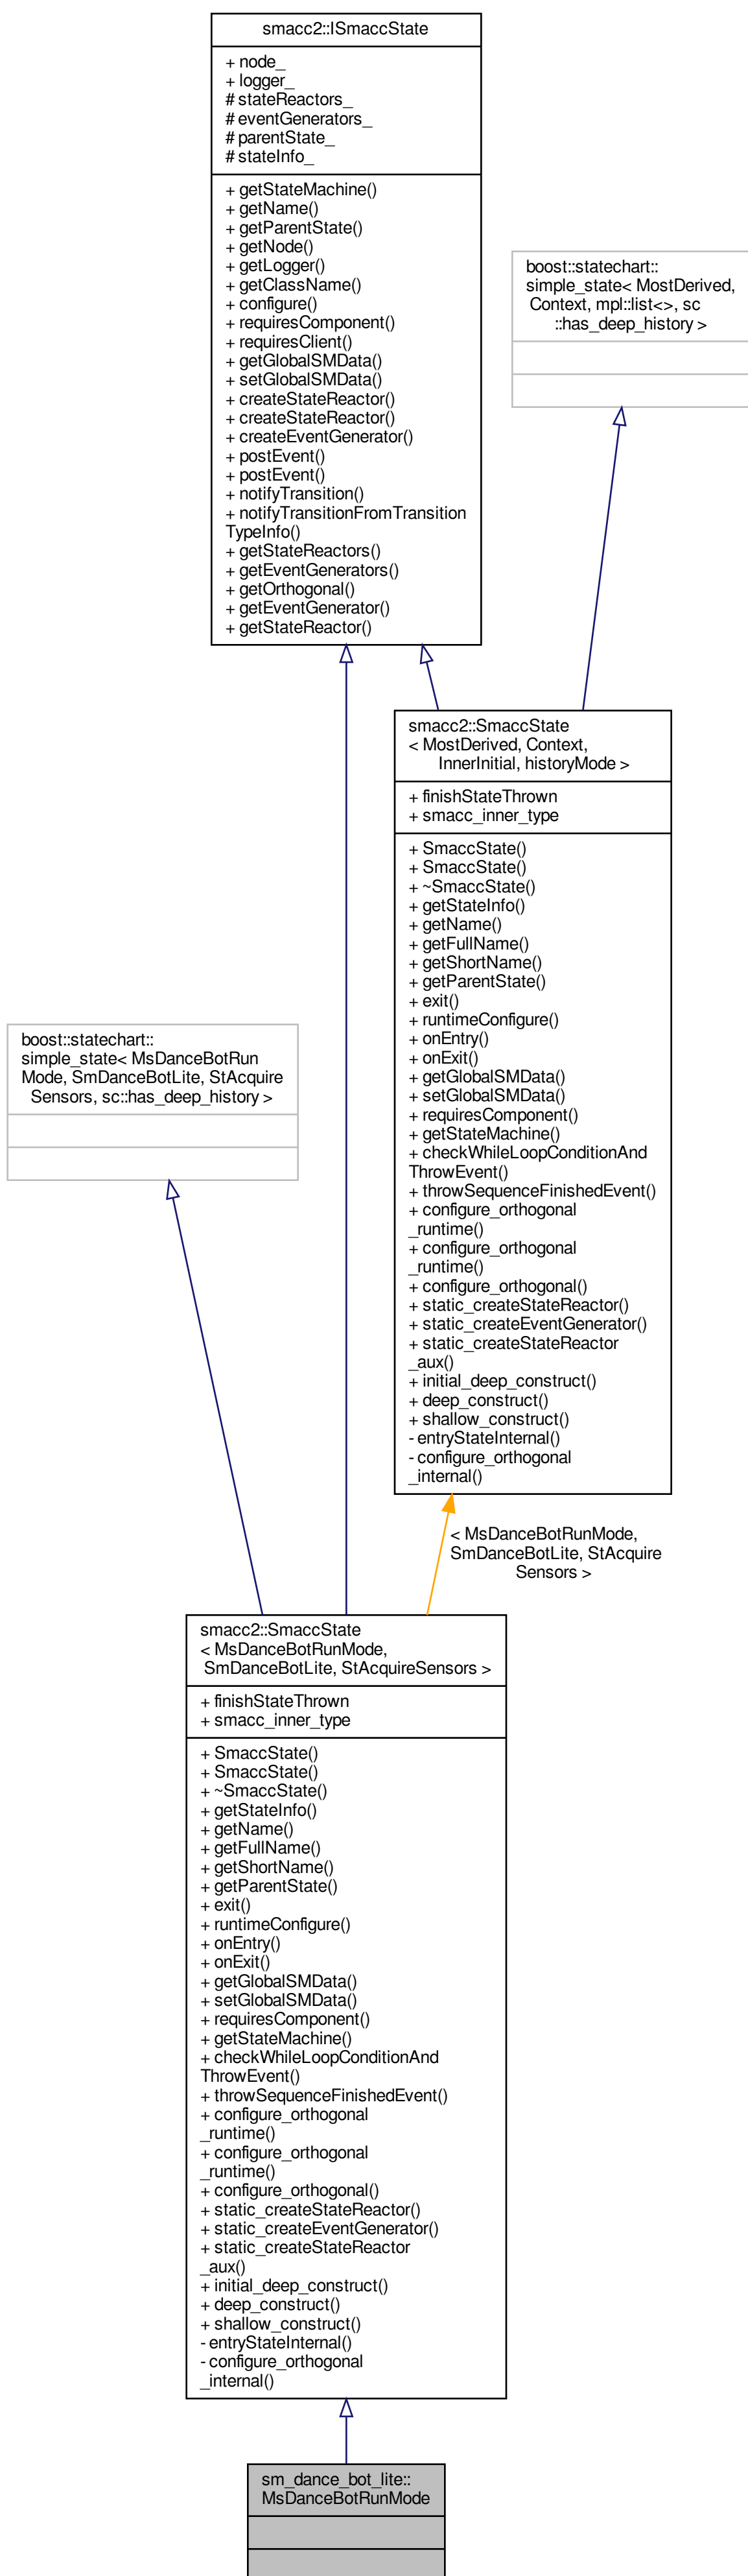 smacc2::ISmaccState
+ node_
+ logger_
# stateReactors_
# eventGenerators_
# parentState_
# stateInfo_
+ getStateMachine()
+ getName()
+ getParentState()
+ getNode()
+ getLogger()
+ getClassName()
+ configure()
+ requiresComponent()
+ requiresClient()
+ getGlobalSMData()
+ setGlobalSMData()
+ createStateReactor()
+ createStateReactor()
+ createEventGenerator()
+ postEvent()
+ postEvent()
+ notifyTransition()
+ notifyTransitionFromTransition
TypeInfo()
+ getStateReactors()
+ getEventGenerators()
+ getOrthogonal()
+ getEventGenerator()
+ getStateReactor()
boost::statechart::
simple_state< MostDerived,
Context, mpl::list<>, sc
::has_deep_history >
smacc2::SmaccState
< MostDerived, Context,
InnerInitial, historyMode >
+ finishStateThrown
+ smacc_inner_type
+ SmaccState()
+ SmaccState()
+ ~SmaccState()
+ getStateInfo()
+ getName()
+ getFullName()
+ getShortName()
+ getParentState()
+ exit()
+ runtimeConfigure()
+ onEntry()
+ onExit()
+ getGlobalSMData()
+ setGlobalSMData()
+ requiresComponent()
+ getStateMachine()
+ checkWhileLoopConditionAnd
ThrowEvent()
+ throwSequenceFinishedEvent()
+ configure_orthogonal
_runtime()
+ configure_orthogonal
_runtime()
+ configure_orthogonal()
+ static_createStateReactor()
+ static_createEventGenerator()
+ static_createStateReactor
_aux()
+ initial_deep_construct()
+ deep_construct()
+ shallow_construct()
- entryStateInternal()
- configure_orthogonal
_internal()
boost::statechart::
simple_state< MsDanceBotRun
Mode, SmDanceBotLite, StAcquire
Sensors, sc::has_deep_history >
< MsDanceBotRunMode,
SmDanceBotLite, StAcquire
Sensors >
smacc2::SmaccState
< MsDanceBotRunMode,
SmDanceBotLite, StAcquireSensors >
+ finishStateThrown
+ smacc_inner_type
+ SmaccState()
+ SmaccState()
+ ~SmaccState()
+ getStateInfo()
+ getName()
+ getFullName()
+ getShortName()
+ getParentState()
+ exit()
+ runtimeConfigure()
+ onEntry()
+ onExit()
+ getGlobalSMData()
+ setGlobalSMData()
+ requiresComponent()
+ getStateMachine()
+ checkWhileLoopConditionAnd
ThrowEvent()
+ throwSequenceFinishedEvent()
+ configure_orthogonal
_runtime()
+ configure_orthogonal
_runtime()
+ configure_orthogonal()
+ static_createStateReactor()
+ static_createEventGenerator()
+ static_createStateReactor
_aux()
+ initial_deep_construct()
+ deep_construct()
+ shallow_construct()
- entryStateInternal()
- configure_orthogonal
_internal()
sm_dance_bot_lite::
MsDanceBotRunMode